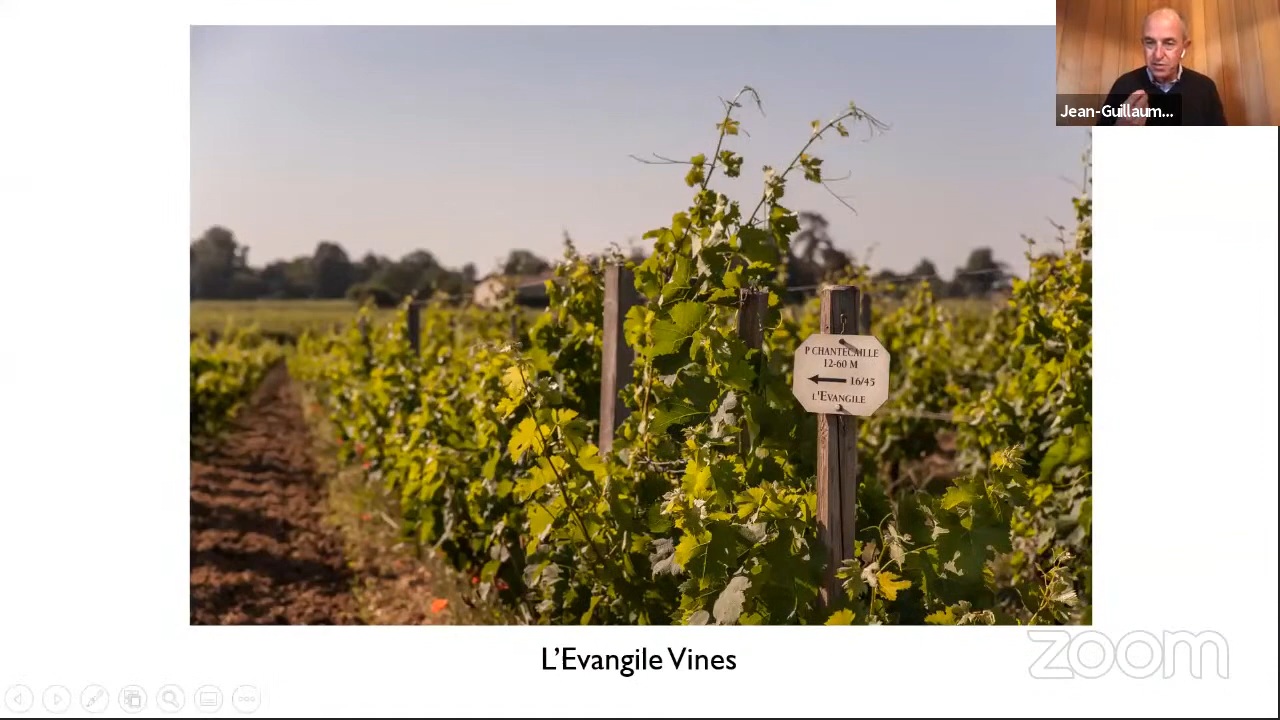 Jean-Guillaum...
P CHANTECAILLE
12-60 M
16/45
L'EVANGILE
L'Evangile Vines
zoom